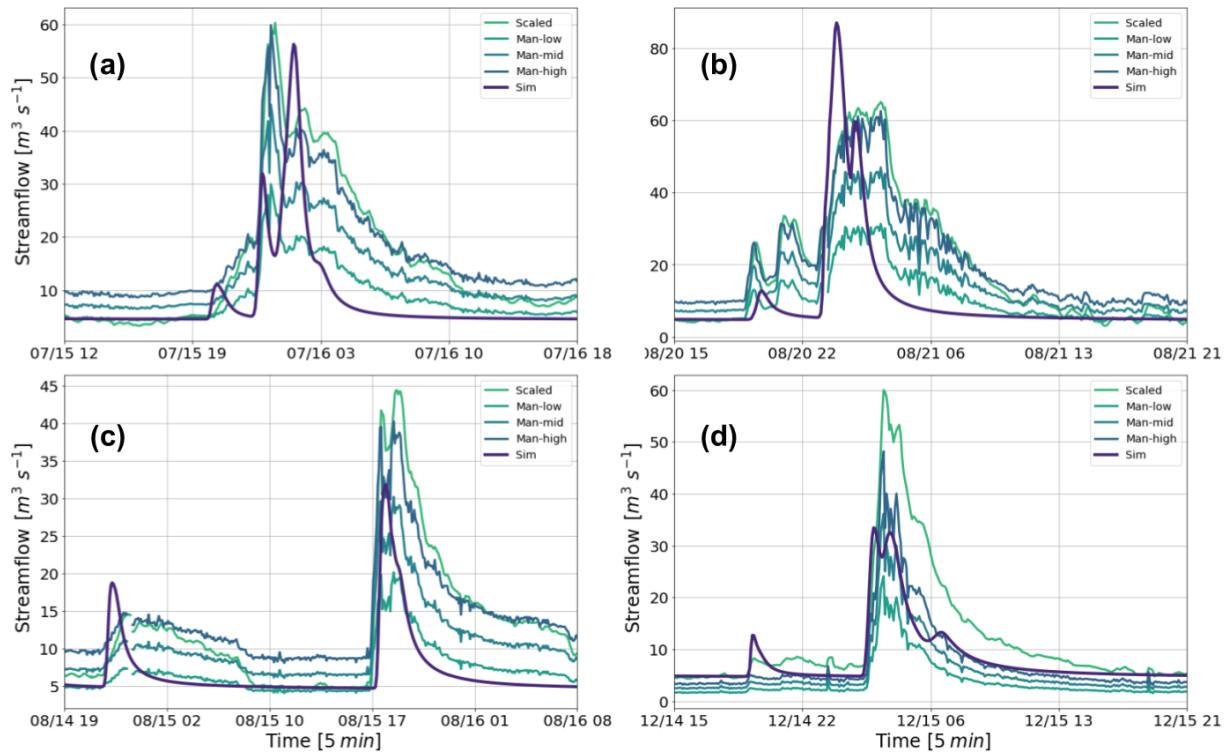 (a)
Streamflow [m³ s⁻¹]
60
50
40
30
20
10
Scaled
Man-low
Man-mid
Man-high
Sim
07/15 12
07/15 19
07/16 03
07/16 10
07/16 18
(b)
80
60
40
20
0
Scaled
Man-low
Man-mid
Man-high
Sim
08/20 15
08/20 22
08/21 06
08/21 13
08/21 21
(c)
Streamflow [m³ s⁻¹]
45
40
35
30
25
20
15
10
5
Scaled
Man-low
Man-mid
Man-high
Sim
08/14 19
08/15 02
08/15 10
08/15 17
08/16 01
08/16 08
Time [5 min]
(d)
60
50
40
30
20
10
0
Scaled
Man-low
Man-mid
Man-high
Sim
12/14 15
12/14 22
12/15 06
12/15 13
12/15 21
Time [5 min]